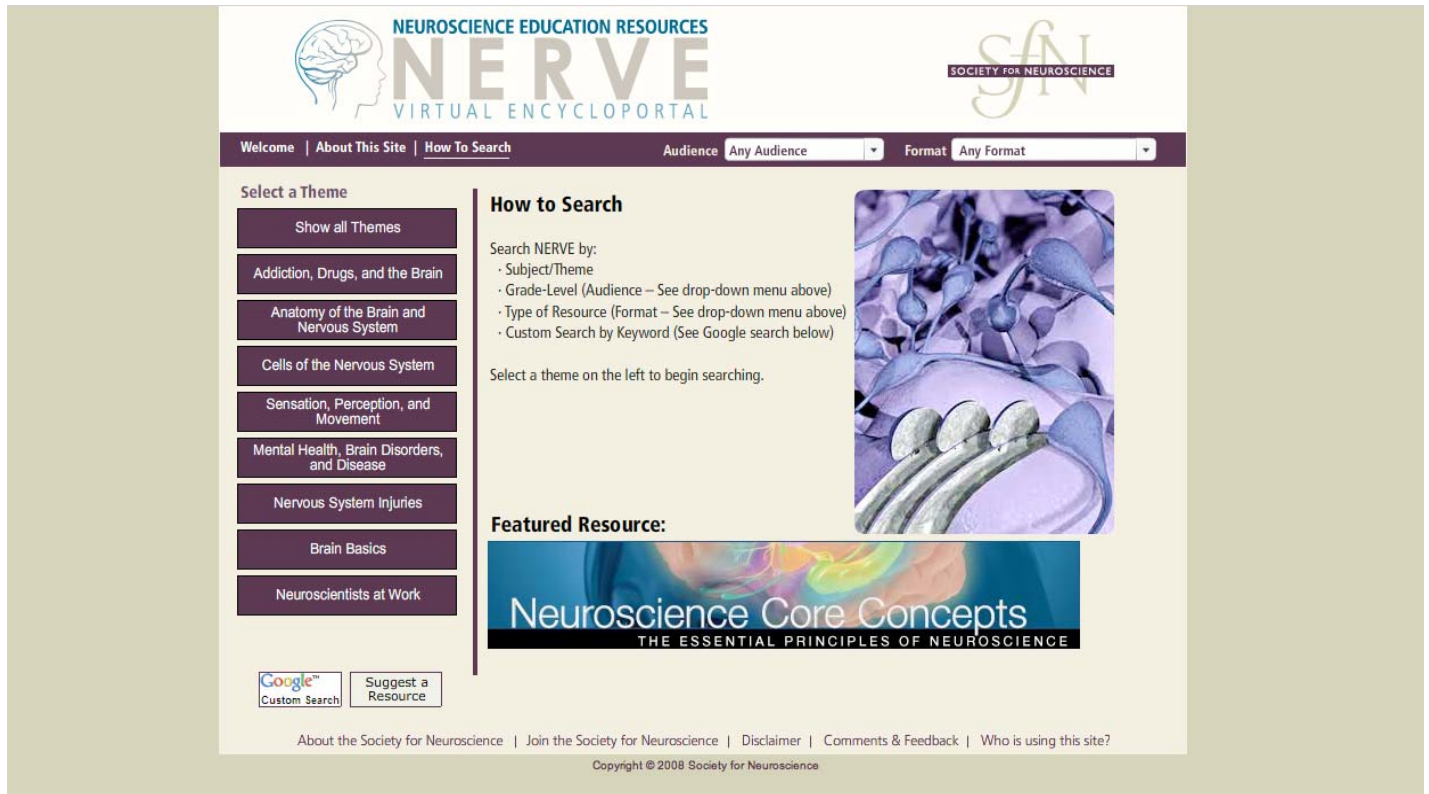 NEUROSCIENCE EDUCATION RESOURCES
NERVE
VIRTUAL ENCYCLOPORTAL
SfN
SOCIETY FOR NEUROSCIENCE
Welcome | About This Site | How To Search
Audience Any Audience Format Any Format
Select a Theme
Show all Themes
Addiction, Drugs, and the Brain
Anatomy of the Brain and
Nervous System
Cells of the Nervous System
Sensation, Perception, and
Movement
Mental Health, Brain Disorders,
and Disease
Nervous System Injuries
Brain Basics
Neuroscientists at Work
Google™
Custom Search
Suggest a
Resource
How to Search
Search NERVE by:
· Subject/Theme
· Grade-Level (Audience – See drop-down menu above)
· Type of Resource (Format – See drop-down menu above)
· Custom Search by Keyword (See Google search below)
Select a theme on the left to begin searching.
Featured Resource:
Neuroscience Core Concepts
THE ESSENTIAL PRINCIPLES OF NEUROSCIENCE
About the Society for Neuroscience | Join the Society for Neuroscience | Disclaimer | Comments & Feedback | Who is using this site?
Copyright © 2008 Society for Neuroscience